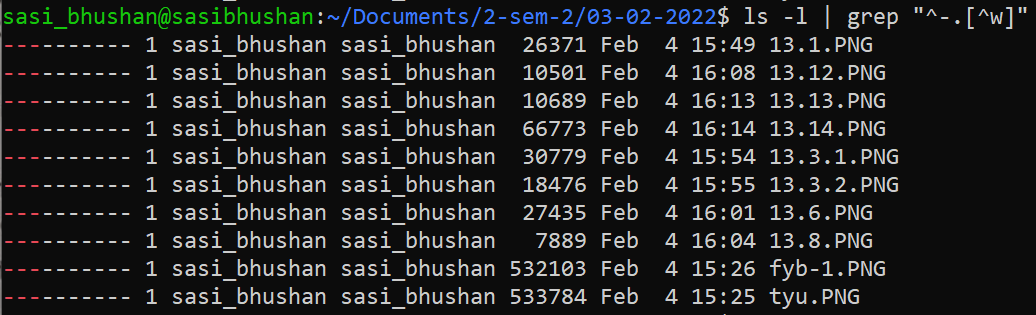 sasi_bhushan@sasibhushan:~/Documents/2-sem-2/03-02-2022$ ls -l | grep "^-.[^w]"
---------- 1 sasi_bhushan sasi_bhushan  26371 Feb  4 15:49 13.1.PNG
---------- 1 sasi_bhushan sasi_bhushan  10501 Feb  4 16:08 13.12.PNG
---------- 1 sasi_bhushan sasi_bhushan  10689 Feb  4 16:13 13.13.PNG
---------- 1 sasi_bhushan sasi_bhushan  66773 Feb  4 16:14 13.14.PNG
---------- 1 sasi_bhushan sasi_bhushan  30779 Feb  4 15:54 13.3.1.PNG
---------- 1 sasi_bhushan sasi_bhushan  18476 Feb  4 15:55 13.3.2.PNG
---------- 1 sasi_bhushan sasi_bhushan  27435 Feb  4 16:01 13.6.PNG
---------- 1 sasi_bhushan sasi_bhushan   7889 Feb  4 16:04 13.8.PNG
---------- 1 sasi_bhushan sasi_bhushan 532103 Feb  4 15:26 fyb-1.PNG
---------- 1 sasi_bhushan sasi_bhushan 533784 Feb  4 15:25 tyu.PNG